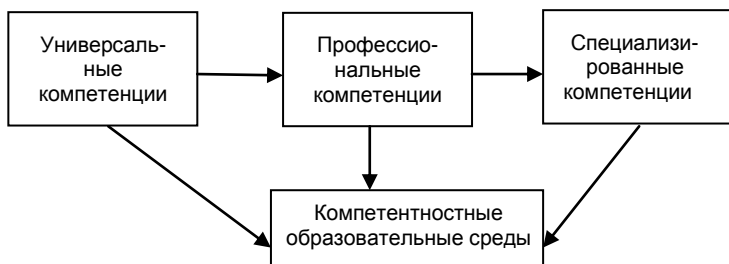 Универсаль-
ные
компетенции
Профессио-
нальные
компетенции
Специализи-
рованные
компетенции
Компетентностные
образовательные среды